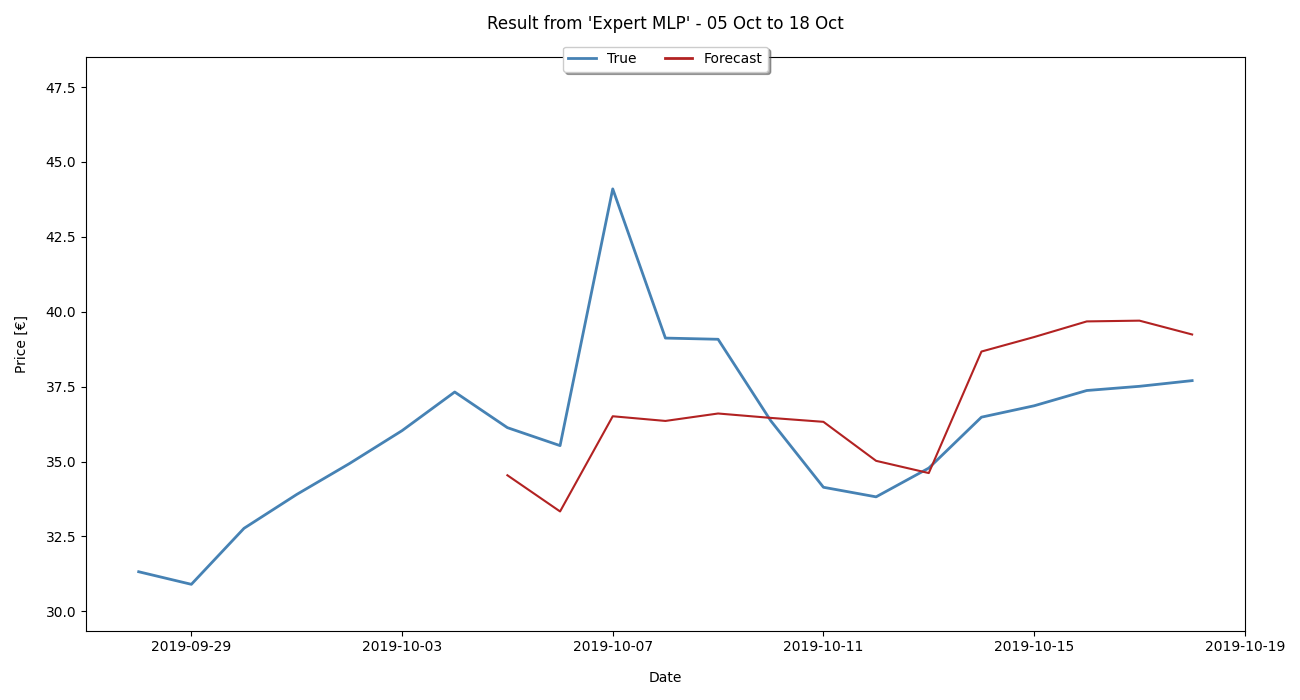 Result from 'Expert MLP' - 05 Oct to 18 Oct
True Forecast
47.5
45.0
42.5
40.0
37.5
35.0
32.5
30.0
Price [€]
2019-09-29 2019-10-03 2019-10-07 2019-10-11 2019-10-15 2019-10-19
Date